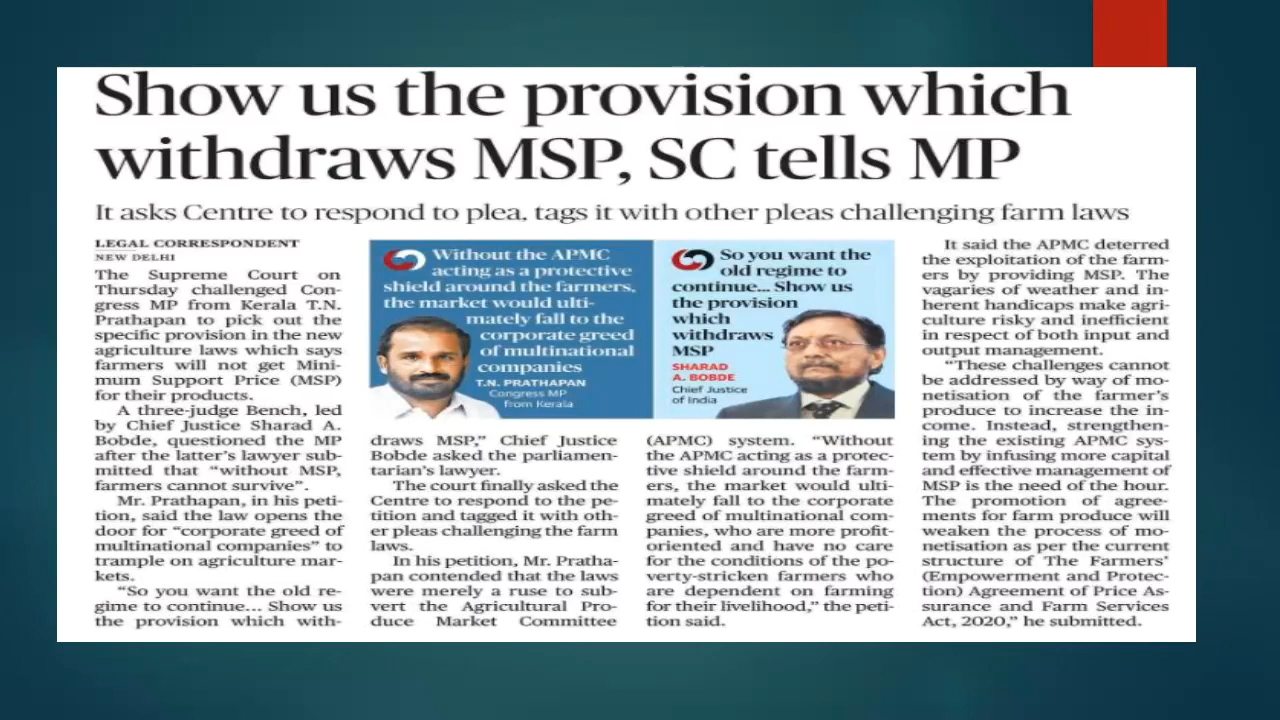 Show us the provision which
withdraws MSP, SC tells MP
It asks Centre to respond to plea, tags it with other pleas challenging farm laws
LEGAL CORRESPONDENT
NEW DELHI
The Supreme Court on
Thursday challenged Con-
gress MP from Kerala T.N.
Prathapan to pick out the
specific provision in the new
agriculture laws which says
farmers will not get Mini-
mum Support Price (MSP)
for their products.
A three-judge Bench, led
by Chief Justice Sharad A.
Bobde, questioned the MP
after the latter's lawyer sub-
mitted that “without MSP,
farmers cannot survive”.
Mr. Prathapan, in his peti-
tion, said the law opens the
door for “corporate greed of
multinational companies” to
trample on agriculture mar-
kets.
“So you want the old re-
gime to continue... Show us
the provision which with-
Without the APMC
acting as a protective
shield around the farmers,
the market would ulti-
mately fall to the
corporate greed
of multinational
companies
T.N. PRATHAPAN
Congress MP
from Kerala
So you want the
old regime to
continue... Show us
the provision
which
withdraws
MSP
SHARAD
A. BOBDE
Chief Justice
of India
draws MSP,” Chief Justice
Bobde asked the parliamen-
tarian's lawyer.
The court finally asked the
Centre to respond to the pe-
tition and tagged it with oth-
er pleas challenging the farm
laws.
In his petition, Mr. Pratha-
pan contended that the laws
were merely a ruse to sub-
vert the Agricultural Pro-
duce Market Committee
(APMC) system. “Without
the APMC acting as a protec-
tive shield around the farm-
ers, the market would ulti-
mately fall to the corporate
greed of multinational com-
panies, who are more profit-
oriented and have no care
for the conditions of the po-
verty-stricken farmers who
are dependent on farming
for their livelihood,” the peti-
tion said.
It said the APMC deterred
the exploitation of the farm-
ers by providing MSP. The
vagaries of weather and in-
herent handicaps make agri-
culture risky and inefficient
in respect of both input and
output management.
“These challenges cannot
be addressed by way of mo-
netisation of the farmer's
produce to increase the in-
come. Instead, strengthen-
ing the existing APMC sys-
tem by infusing more capital
and effective management of
MSP is the need of the hour.
The promotion of agree-
ments for farm produce will
weaken the process of mo-
netisation as per the current
structure of The Farmers'
(Empowerment and Protec-
tion) Agreement of Price As-
surance and Farm Services
Act, 2020,” he submitted.